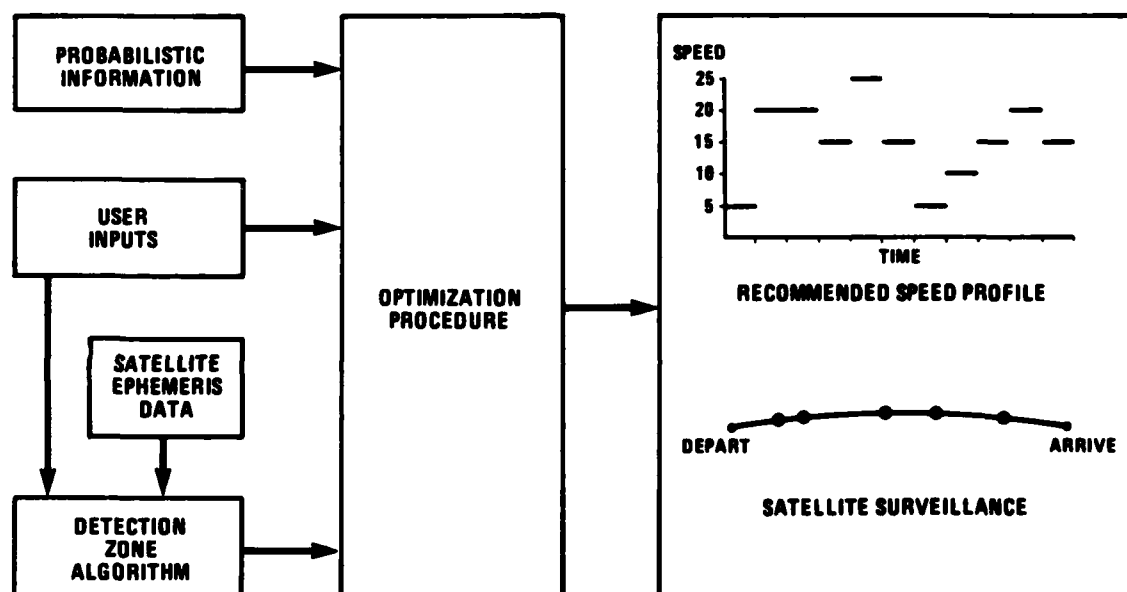 PROBABILISTIC
INFORMATION
USER
INPUTS
SATELLITE
EPHEMERIS
DATA
DETECTION
ZONE
ALGORITHM
OPTIMIZATION
PROCEDURE
SPEED
25
20
15
10
5
TIME
RECOMMENDED SPEED PROFILE
DEPART
ARRIVE
SATELLITE SURVEILLANCE